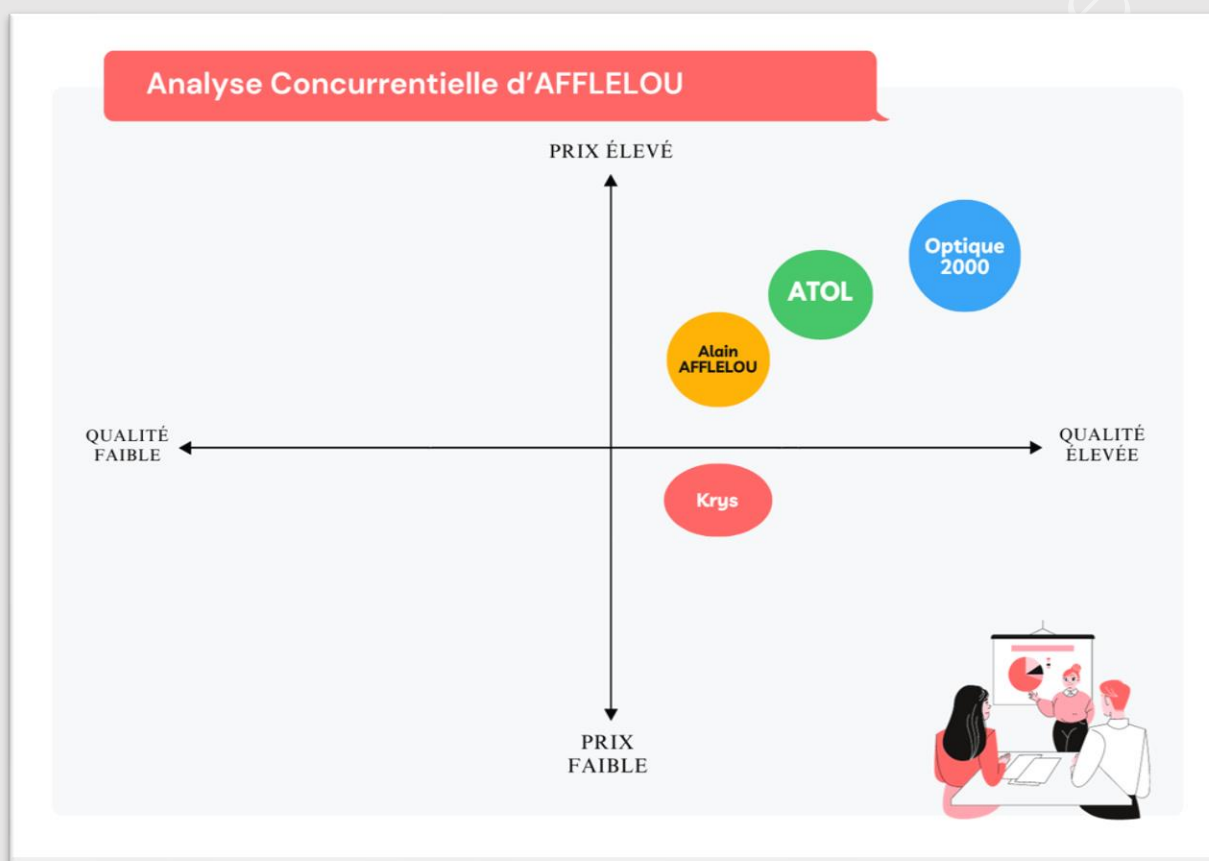 Analyse Concurrentielle d'AFFLELOU
PRIX ÉLEVÉ
Optique
2000
ATOL
Alain
AFFLELOU
QUALITÉ
FAIBLE
QUALITÉ
ÉLEVÉE
Krys
PRIX
FAIBLE